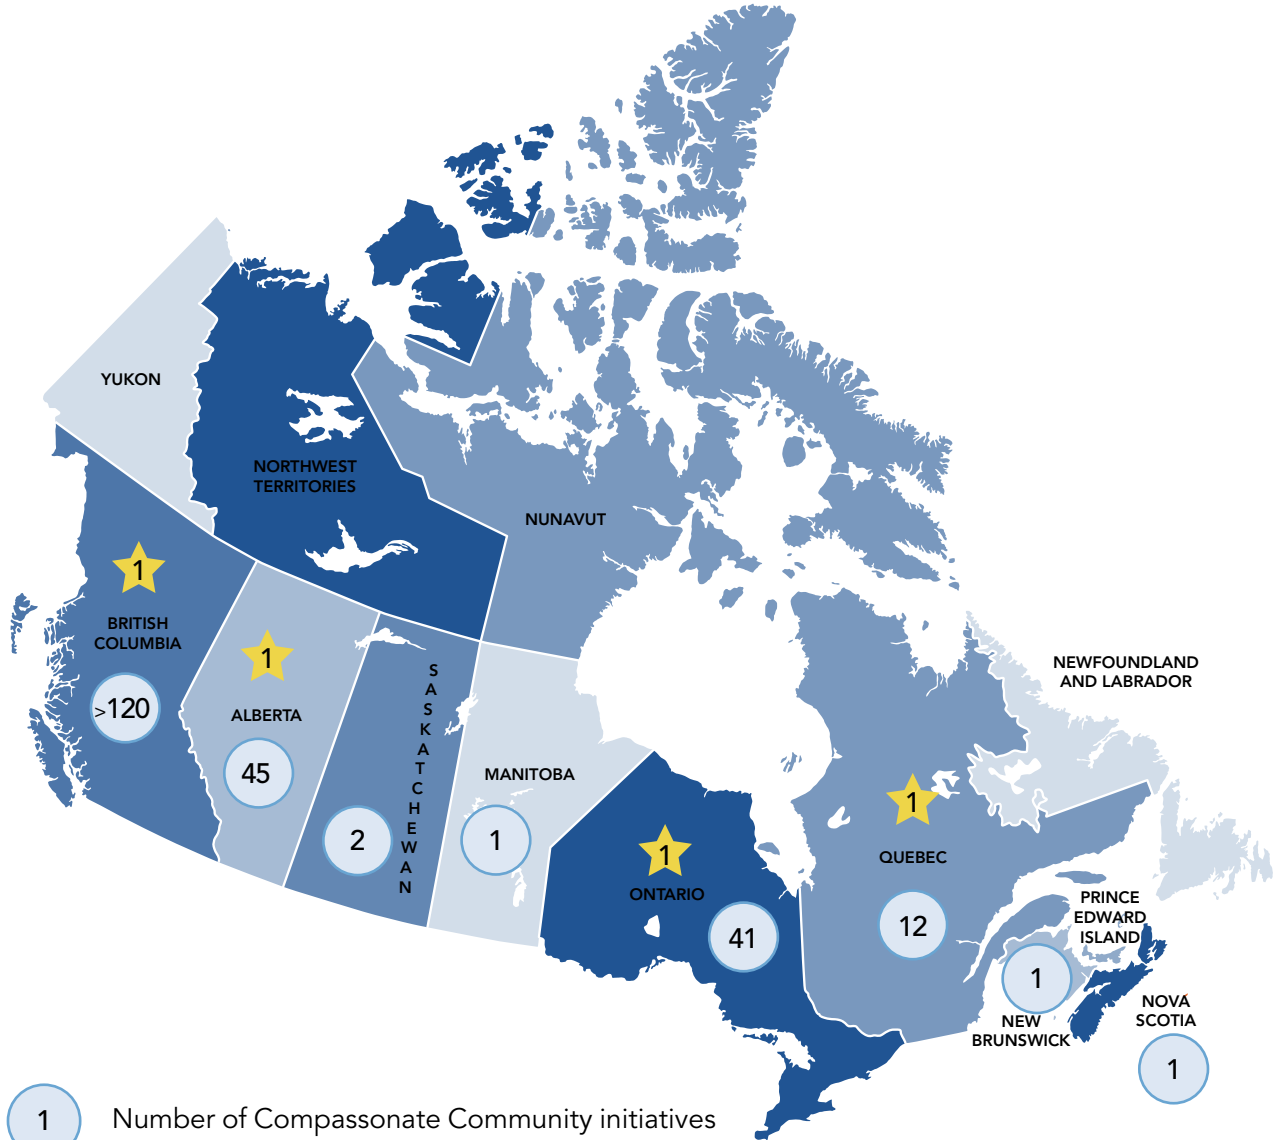 YUKON
NORTHWEST
TERRITORIES
NUNAVUT
1
BRITISH
COLUMBIA
>120
1
ALBERTA
45
SASKATCHEWAN
2
MANITOBA
1
1
ONTARIO
41
1
QUEBEC
12
NEWFOUNDLAND
AND LABRADOR
PRINCE
EDWARD
ISLAND
1
NEW
BRUNSWICK
NOVA
SCOTIA
1
1 Number of Compassonate Community initiatives